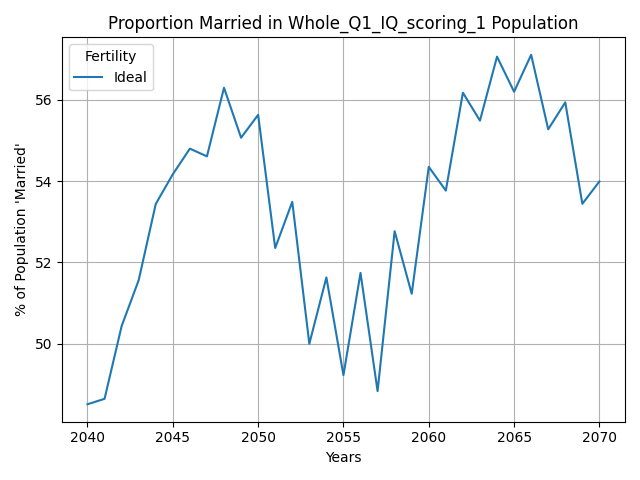 Proportion Married in Whole_Q1_IQ_scoring_1 Population
Fertility
Ideal
% of Population 'Married'
56
54
52
50
2040 2045 2050 2055 2060 2065 2070
Years